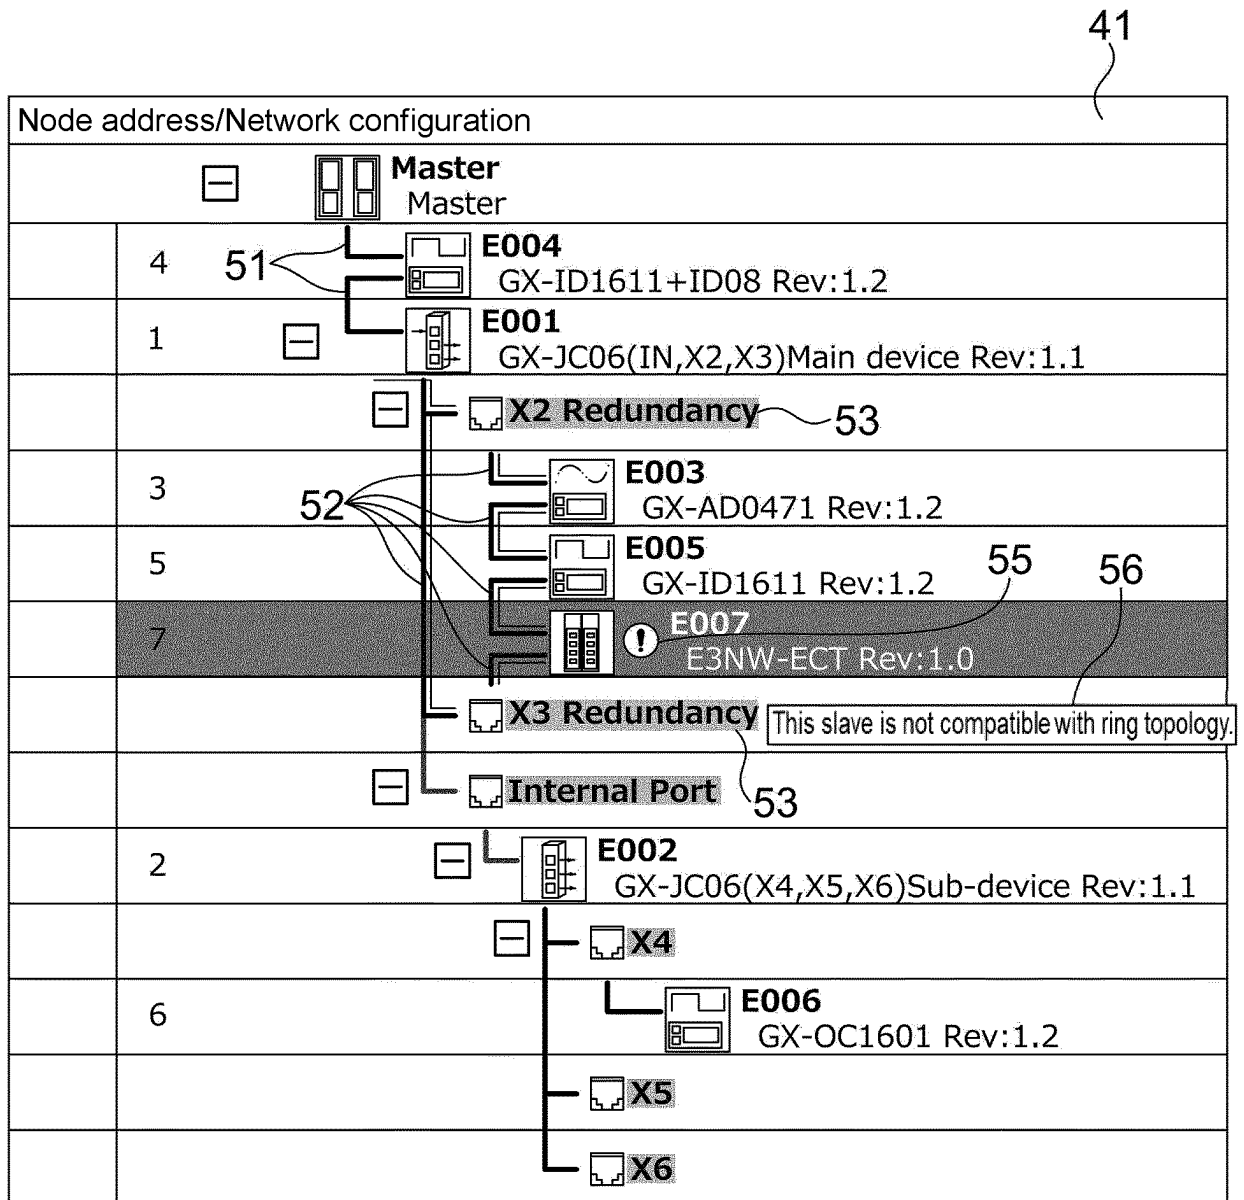 41
Node address/Network configuration
Master
Master
4
51
E004
GX-ID1611+ID08 Rev:1.2
1
E001
GX-JC06(IN,X2,X3)Main device Rev:1.1
X2 Redundancy
53
3
52
E003
GX-AD0471 Rev:1.2
5
E005
GX-ID1611 Rev:1.2
55
56
7
E007
E3NW-ECT Rev:1.0
X3 Redundancy
This slave is not compatible with ring topology.
Internal Port
53
2
E002
GX-JC06(X4,X5,X6)Sub-device Rev:1.1
X4
6
E006
GX-OC1601 Rev:1.2
X5
X6